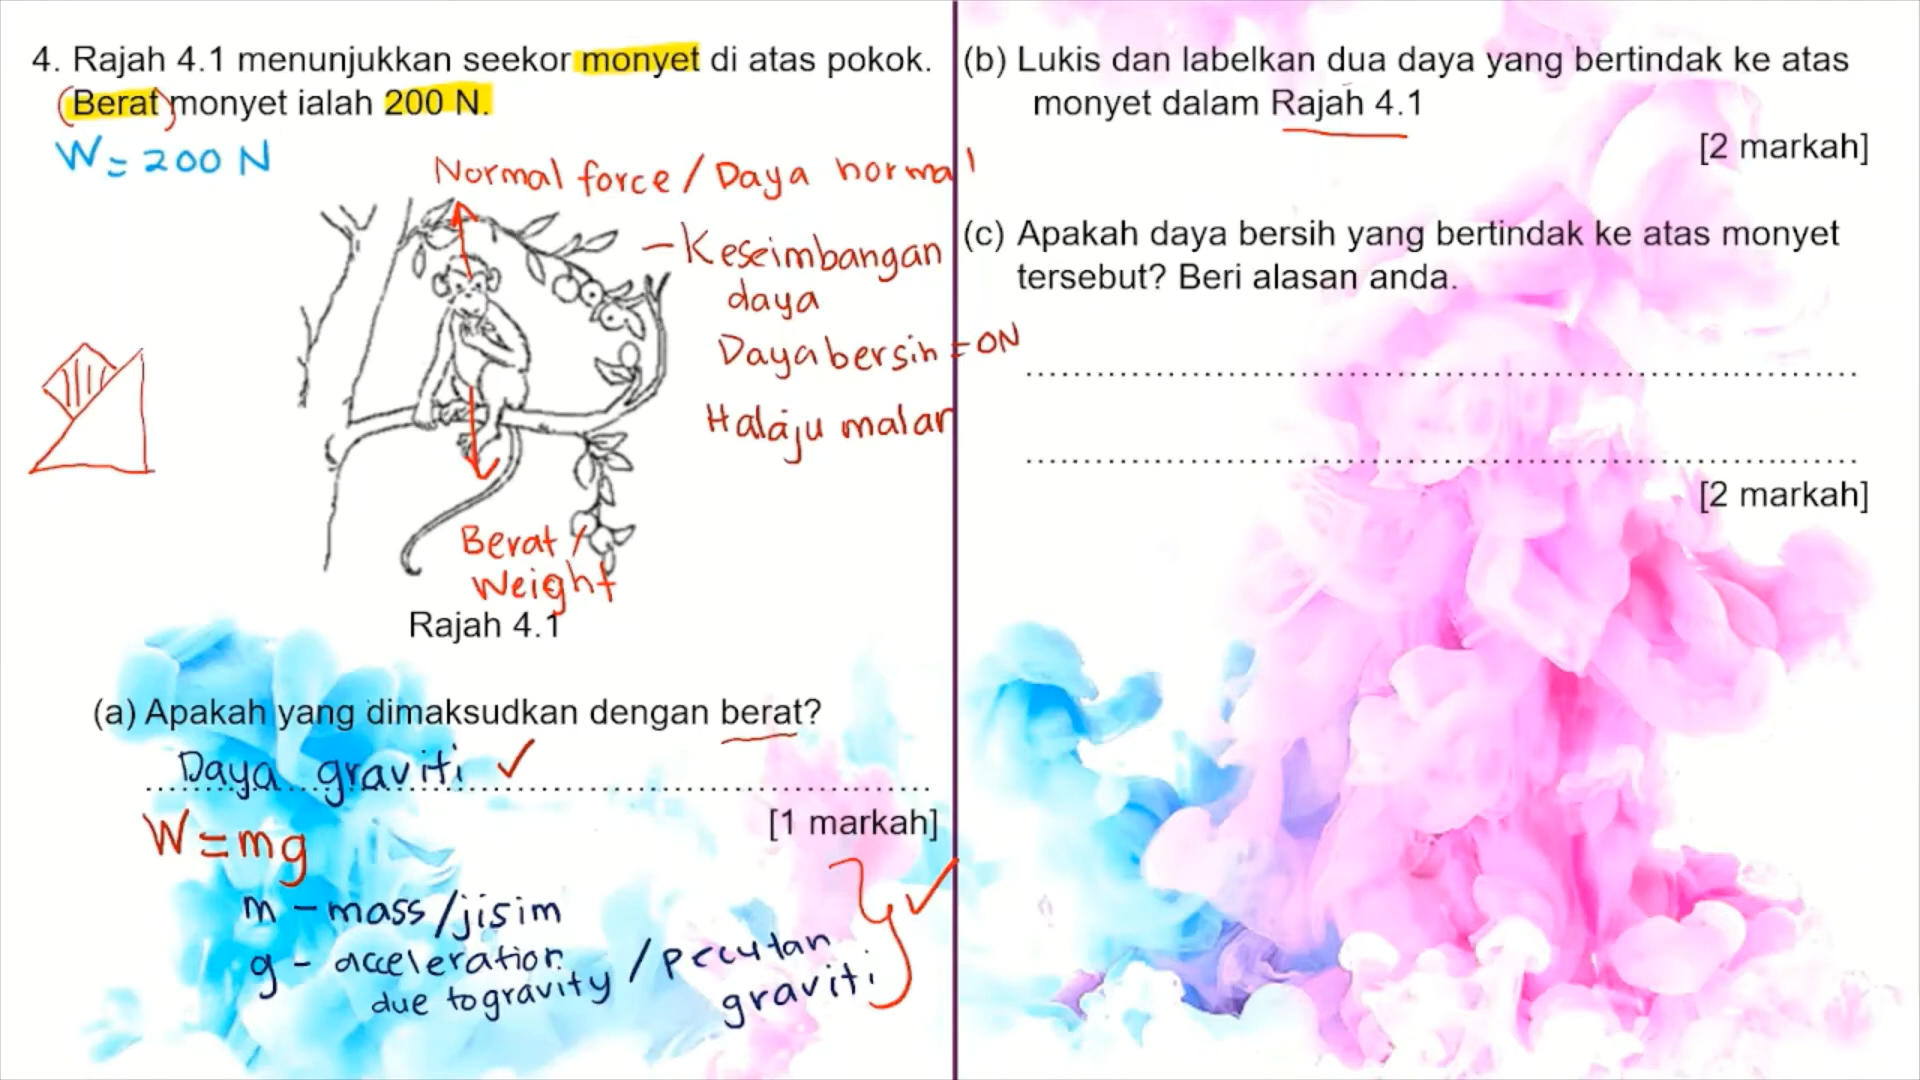 4. Rajah 4.1 menunjukkan seekor monyet di atas pokok.
(Berat) monyet ialah 200 N.
W = 200 N
Normal force / Daya normal
- Keseimbangan
daya
Daya bersih = 0N
Halaju malar
Berat /
Weight
Rajah 4.1
(a) Apakah yang dimaksudkan dengan berat?
Daya graviti ✓
[1 markah]
W = mg
m - mass/jisim
g - acceleration / pecutan
due to gravity graviti
(b) Lukis dan labelkan dua daya yang bertindak ke atas
monyet dalam Rajah 4.1
[2 markah]
(c) Apakah daya bersih yang bertindak ke atas monyet
tersebut? Beri alasan anda.
[2 markah]